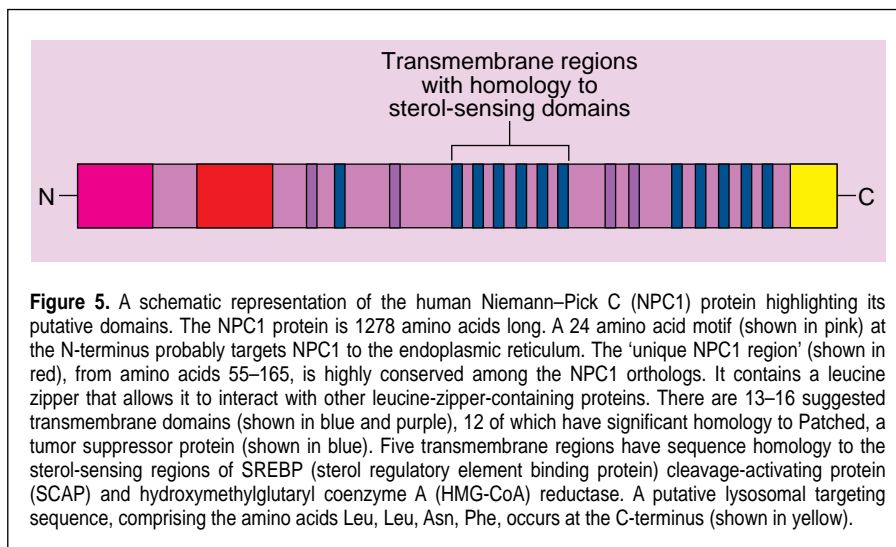 Transmembrane regions
with homology to
sterol-sensing domains
N
C
Figure 5. A schematic representation of the human Niemann–Pick C (NPC1) protein highlighting its
putative domains. The NPC1 protein is 1278 amino acids long. A 24 amino acid motif (shown in pink) at
the N-terminus probably targets NPC1 to the endoplasmic reticulum. The ‘unique NPC1 region’ (shown in
red), from amino acids 55–165, is highly conserved among the NPC1 orthologs. It contains a leucine
zipper that allows it to interact with other leucine-zipper-containing proteins. There are 13–16 suggested
transmembrane domains (shown in blue and purple), 12 of which have significant homology to Patched, a
tumor suppressor protein (shown in blue). Five transmembrane regions have sequence homology to the
sterol-sensing regions of SREBP (sterol regulatory element binding protein) cleavage-activating protein
(SCAP) and hydroxymethylglutaryl coenzyme A (HMG-CoA) reductase. A putative lysosomal targeting
sequence, comprising the amino acids Leu, Leu, Asn, Phe, occurs at the C-terminus (shown in yellow).